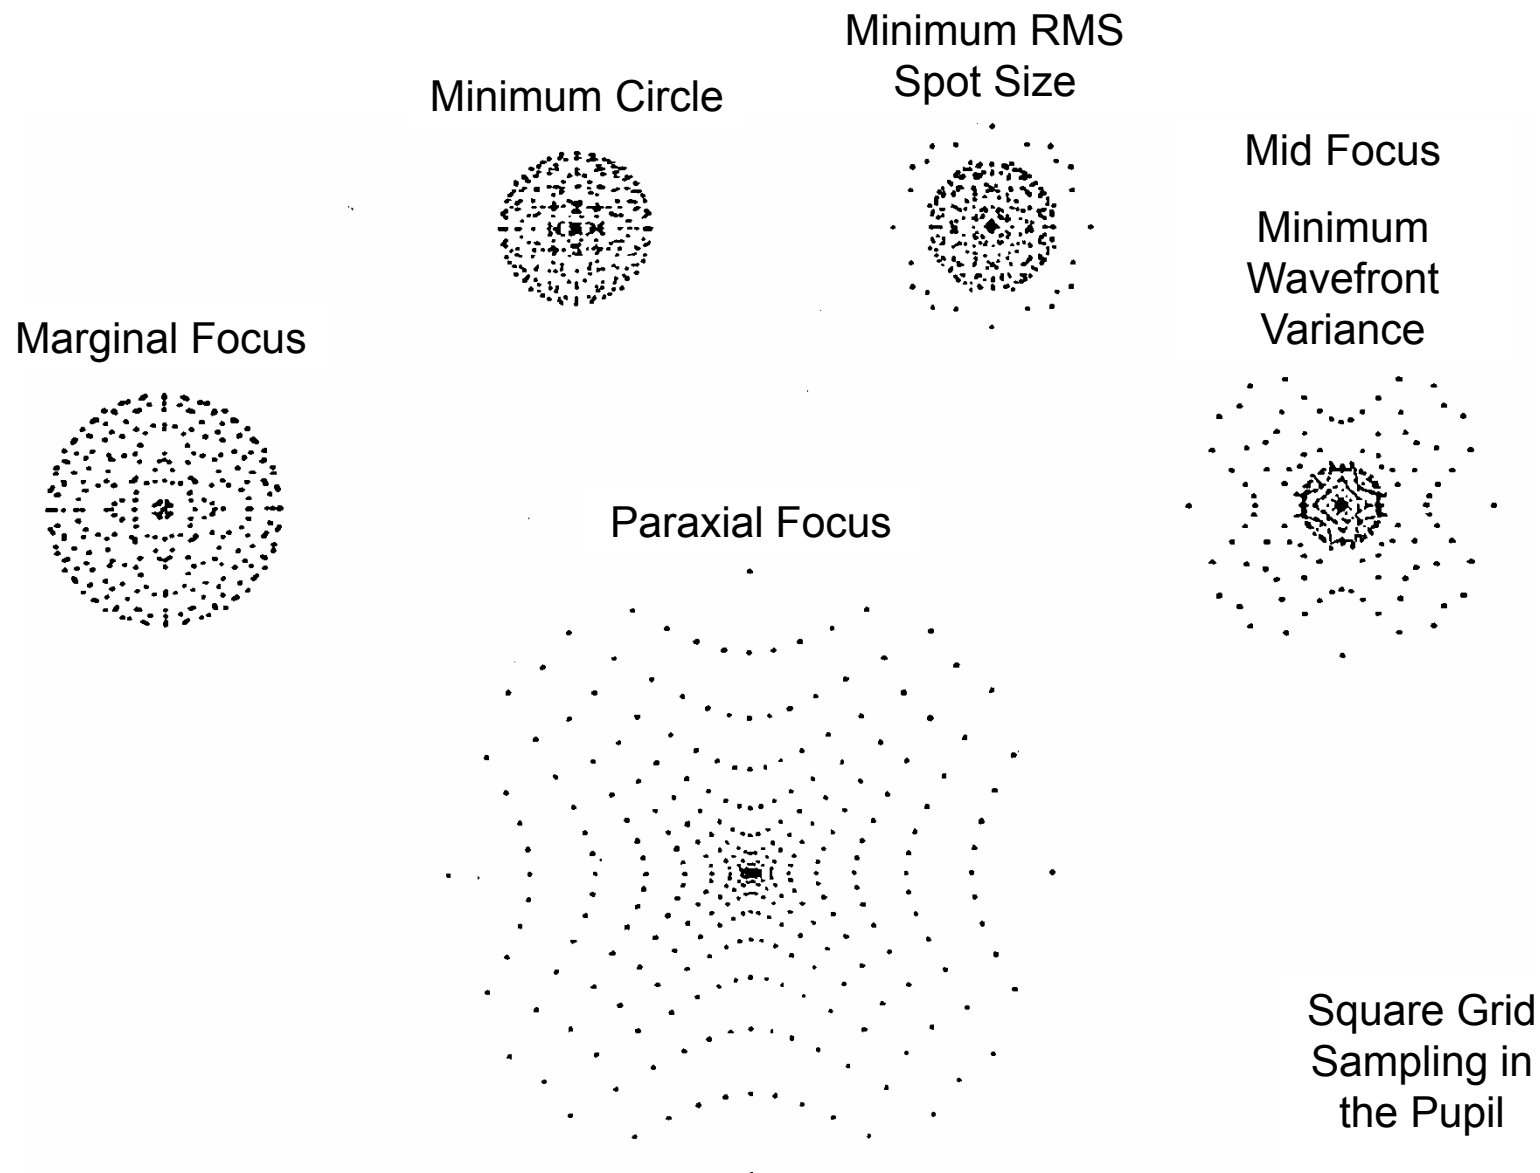 Minimum RMS
Spot Size
Minimum Circle
Mid Focus
Minimum
Wavefront
Variance
Marginal Focus
Paraxial Focus
Square Grid
Sampling in
the Pupil